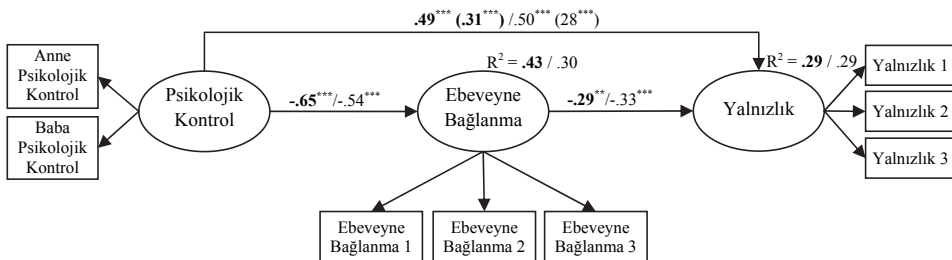 .49*** (.31***) /.50*** (28***)
Anne
Psikolojik
Kontrol
Baba
Psikolojik
Kontrol
Psikolojik
Kontrol
-.65***/-.54***
R² = .43 / .30
Ebeveyne
Bağlanma
-.29**/-.33***
R² = .29 / .29
Yalnızlık
Yalnızlık 1
Yalnızlık 2
Yalnızlık 3
Ebeveyne
Bağlanma 1
Ebeveyne
Bağlanma 2
Ebeveyne
Bağlanma 3